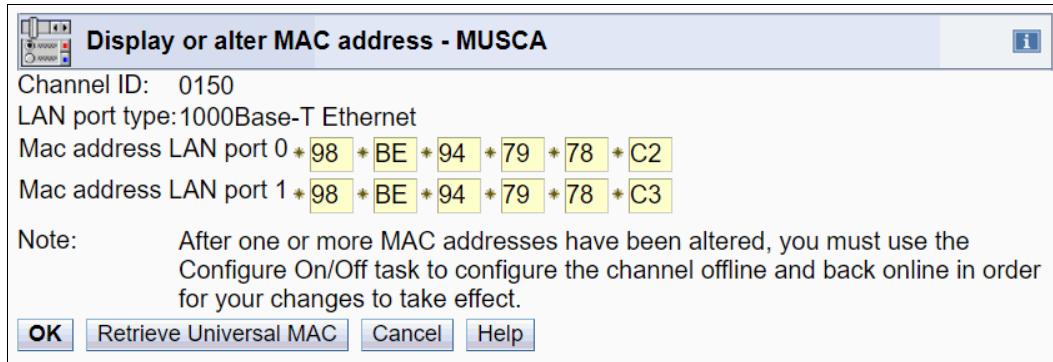 Display or alter MAC address - MUSCA
i
Channel ID: 0150
LAN port type: 1000Base-T Ethernet
Mac address LAN port 0 * 98 * BE * 94 * 79 * 78 * C2
Mac address LAN port 1 * 98 * BE * 94 * 79 * 78 * C3
Note: After one or more MAC addresses have been altered, you must use the
Configure On/Off task to configure the channel offline and back online in order
for your changes to take effect.
OK Retrieve Universal MAC Cancel Help